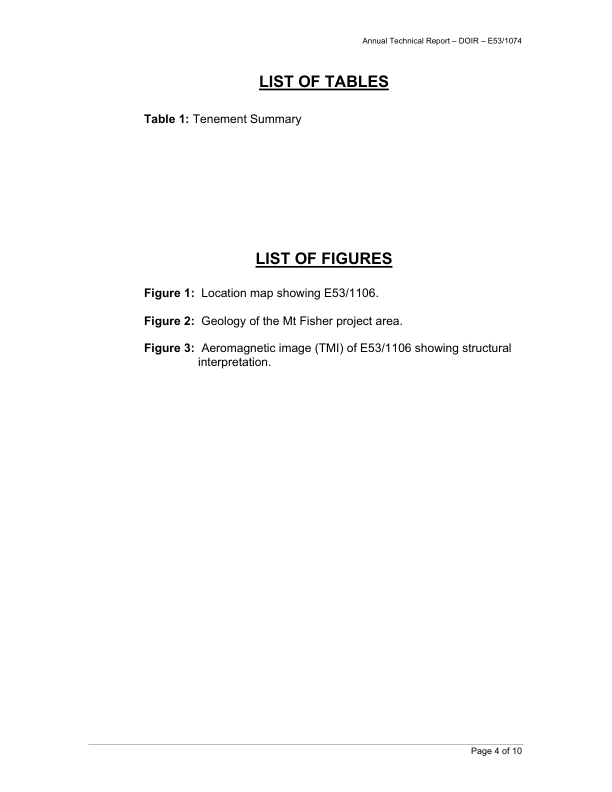 Annual Technical Report – DOIR – E53/1074
LIST OF TABLES
Table 1: Tenement Summary
LIST OF FIGURES
Figure 1: Location map showing E53/1106.
Figure 2: Geology of the Mt Fisher project area.
Figure 3: Aeromagnetic image (TMI) of E53/1106 showing structural
interpretation.
Page 4 of 10